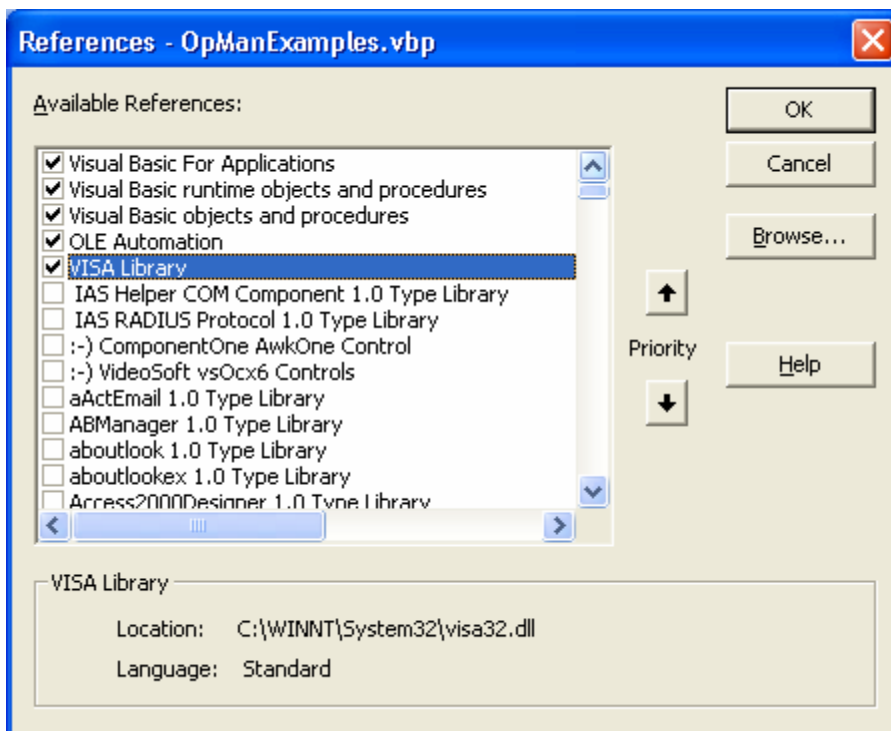 References - OpManExamples.vbp
Available References:
OK
Cancel
Browse...
Help
Visual Basic For Applications
Visual Basic runtime objects and procedures
Visual Basic objects and procedures
OLE Automation
VISA Library
IAS Helper COM Component 1.0 Type Library
IAS RADIUS Protocol 1.0 Type Library
:-) ComponentOne AwkOne Control
:-) VideoSoft vsOcx6 Controls
aActEmail 1.0 Type Library
ABManager 1.0 Type Library
aboutlook 1.0 Type Library
aboutlookex 1.0 Type Library
Access2000Designer 1.0 Type Library
Priority
VISA Library
Location: C:\WINNT\System32\visa32.dll
Language: Standard